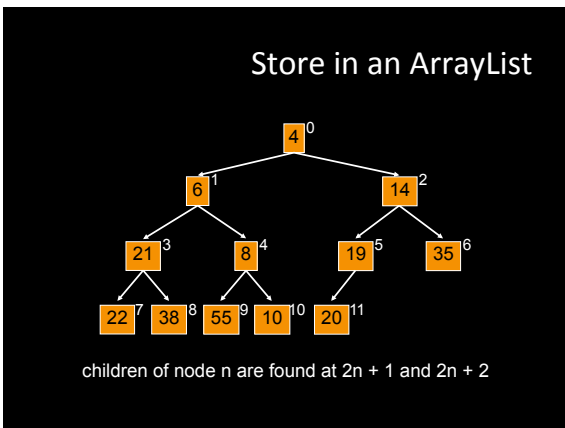 Store in an ArrayList
4 0
6 1 14 2
21 3 8 4 19 5 35 6
22 7 38 8 55 9 10 10 20 11
children of node n are found at 2n + 1 and 2n + 2